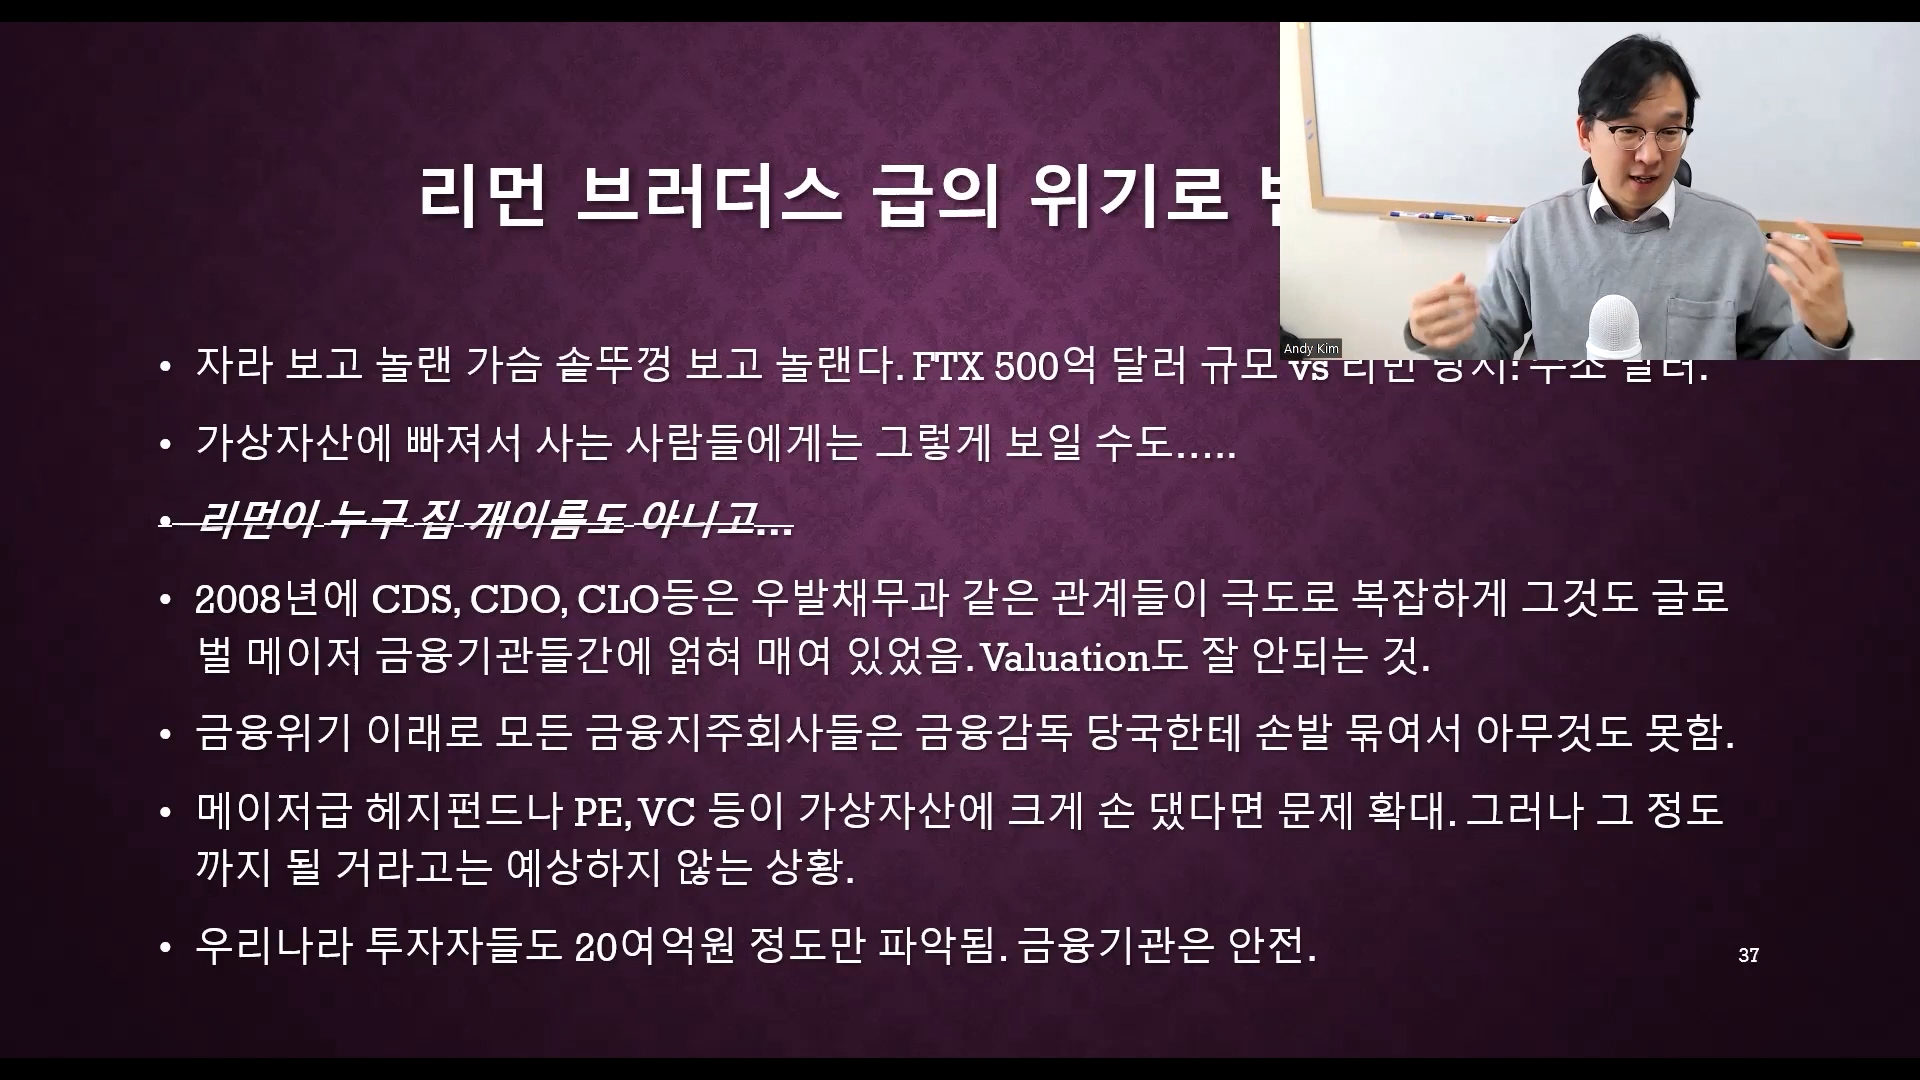 리먼 브러더스 급의 위기로
• 자라 보고 놀랜 가슴 솥뚜껑 보고 놀랜다. FTX 500억 달러 규모 vs 리먼 당시: 수조 달러.
• 가상자산에 빠져서 사는 사람들에게는 그렇게 보일 수도…..
• 리먼이 누구 집 개이름도 아니고…
• 2008년에 CDS, CDO, CLO등은 우발채무과 같은 관계들이 극도로 복잡하게 그것도 글로
벌 메이저 금융기관들간에 얽혀 매여 있었음. Valuation도 잘 안되는 것.
• 금융위기 이래로 모든 금융지주회사들은 금융감독 당국한테 손발 묶여서 아무것도 못함.
• 메이저급 헤지펀드나 PE, VC 등이 가상자산에 크게 손 댔다면 문제 확대. 그러나 그 정도
까지 될 거라고는 예상하지 않는 상황.
• 우리나라 투자자들도 20여억원 정도만 파악됨. 금융기관은 안전.
37
Andy Kim